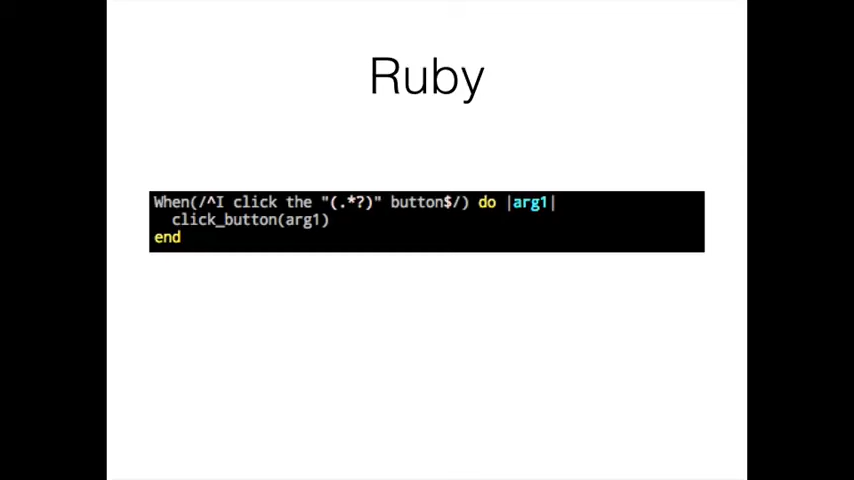 Ruby
When(/^I click the "(.*?)" button$/) do |arg1|
  click_button(arg1)
end